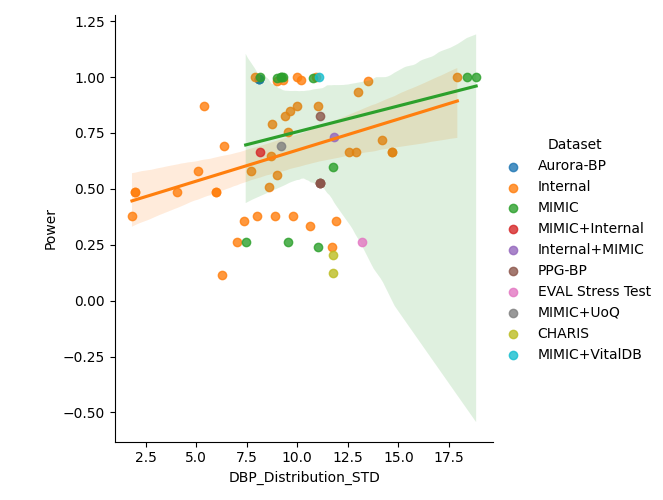 1.25
1.00
0.75
0.50
0.25
0.00
−0.25
−0.50
Power
2.5 5.0 7.5 10.0 12.5 15.0 17.5
DBP_Distribution_STD
Dataset
Aurora-BP
Internal
MIMIC
MIMIC+Internal
Internal+MIMIC
PPG-BP
EVAL Stress Test
MIMIC+UoQ
CHARIS
MIMIC+VitalDB